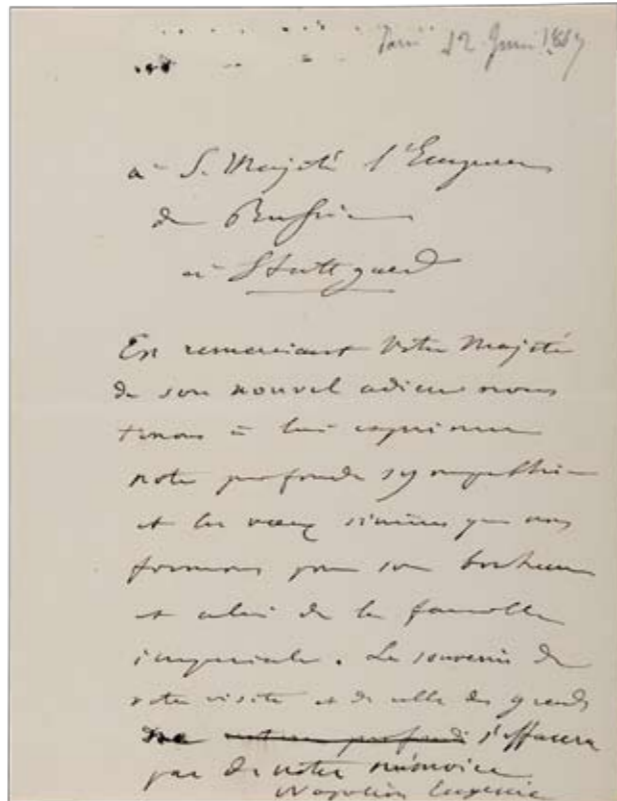 Paris 12 Juin 1867
à S. Majesté l'Empereur
de Russie
à Stuttgard
En remerciant Votre Majesté
de son nouvel adieu nous
tenons à lui exprimer
notre profonde sympathie
et les vœux sincères que nous
formons pour son bonheur
et celui de la famille
impériale. Le souvenir de
votre visite et de celle des grands
ducs notre profond s'effacera
pas de notre mémoire
Napoléon Eugénie